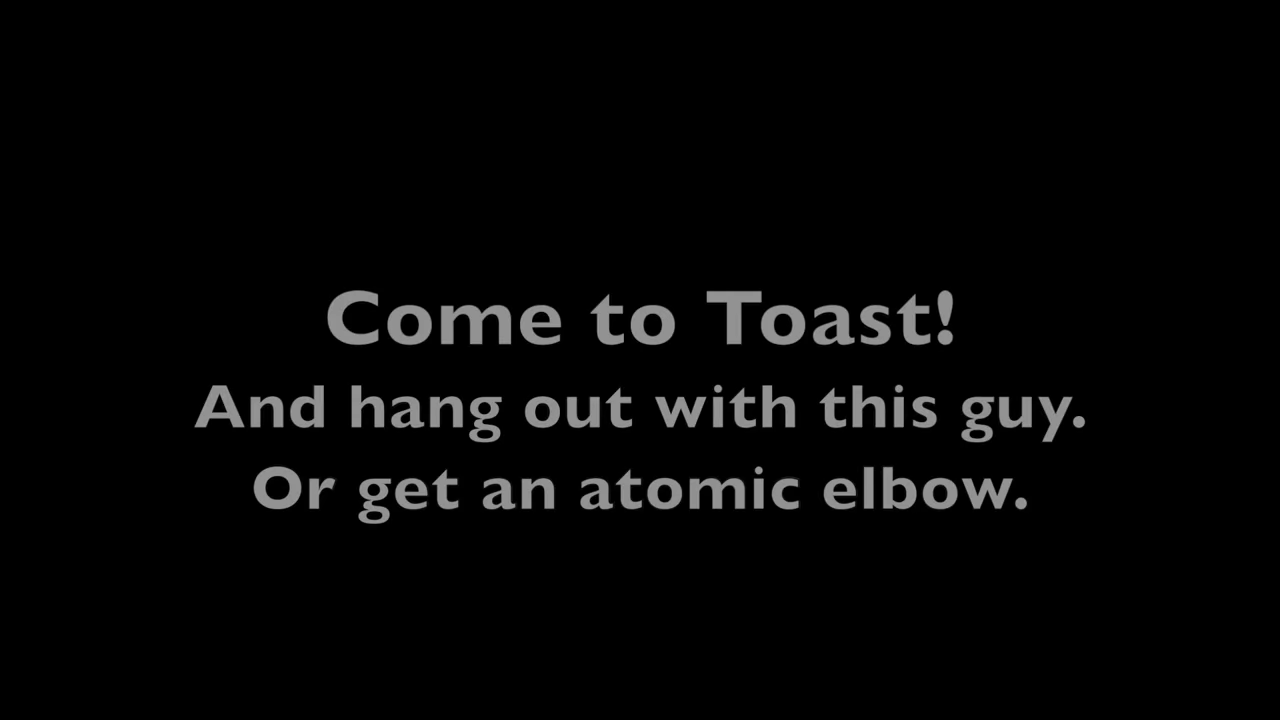 Come to Toast!
And hang out with this guy.
Or get an atomic elbow.